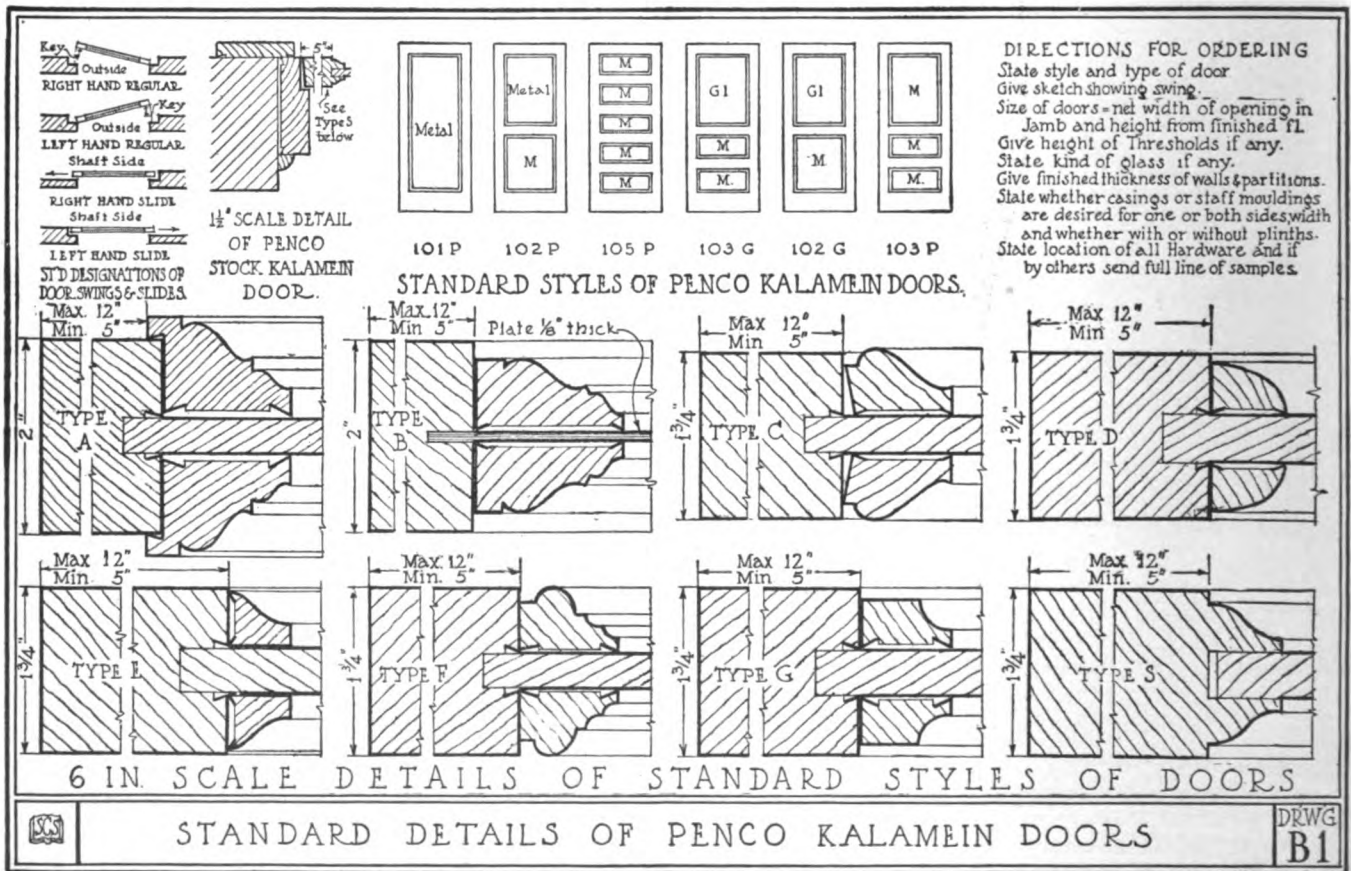 Key
Outside
RIGHT HAND REGULAR
Key
Outside
LEFT HAND REGULAR
Shaft Side
RIGHT HAND SLIDE
Shaft Side
LEFT HAND SLIDE
ST'D DESIGNATIONS OF
DOOR SWINGS & SLIDES.
5"
See
Type S
below
1½" SCALE DETAIL
OF PENCO
STOCK KALAMEIN
DOOR.
Metal
Metal
M
M
M
M
M
M
Gl
M
M.
Gl
M
M
M
M.
101 P 102 P 105 P 103 G 102 G 103 P
STANDARD STYLES OF PENCO KALAMEIN DOORS.
DIRECTIONS FOR ORDERING
State style and type of door
Give sketch showing swing.
Size of doors = net width of opening in
Jamb and height from finished fl.
Give height of Thresholds if any.
State kind of glass if any.
Give finished thickness of walls & partitions.
State whether casings or staff mouldings
are desired for one or both sides, width
and whether with or without plinths.
State location of all Hardware and if
by others send full line of samples.
Max. 12"
Min. 5"
2"
TYPE
A
Max. 12"
Min 5"
Plate ⅛" thick
2"
TYPE
B
Max 12"
Min 5"
1¾"
TYPE C
Max 12"
Min 5"
1¾"
TYPE D
Max 12"
Min. 5"
1¾"
TYPE E
Max. 12"
Min. 5"
1¾"
TYPE F
Max 12"
Min. 5"
1¾"
TYPE G
Max 12"
Min. 5"
1¾"
TYPE S
6 IN. SCALE DETAILS OF STANDARD STYLES OF DOORS
SCS
STANDARD DETAILS OF PENCO KALAMEIN DOORS
DRWG
B1